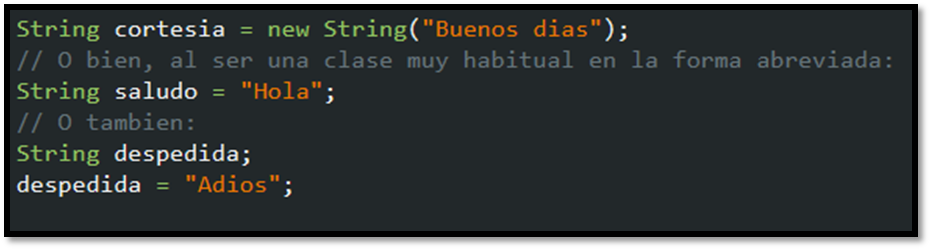 String cortesia = new String("Buenos dias");
// O bien, al ser una clase muy habitual en la forma abreviada:
String saludo = "Hola";
// O tambien:
String despedida;
despedida = "Adios";